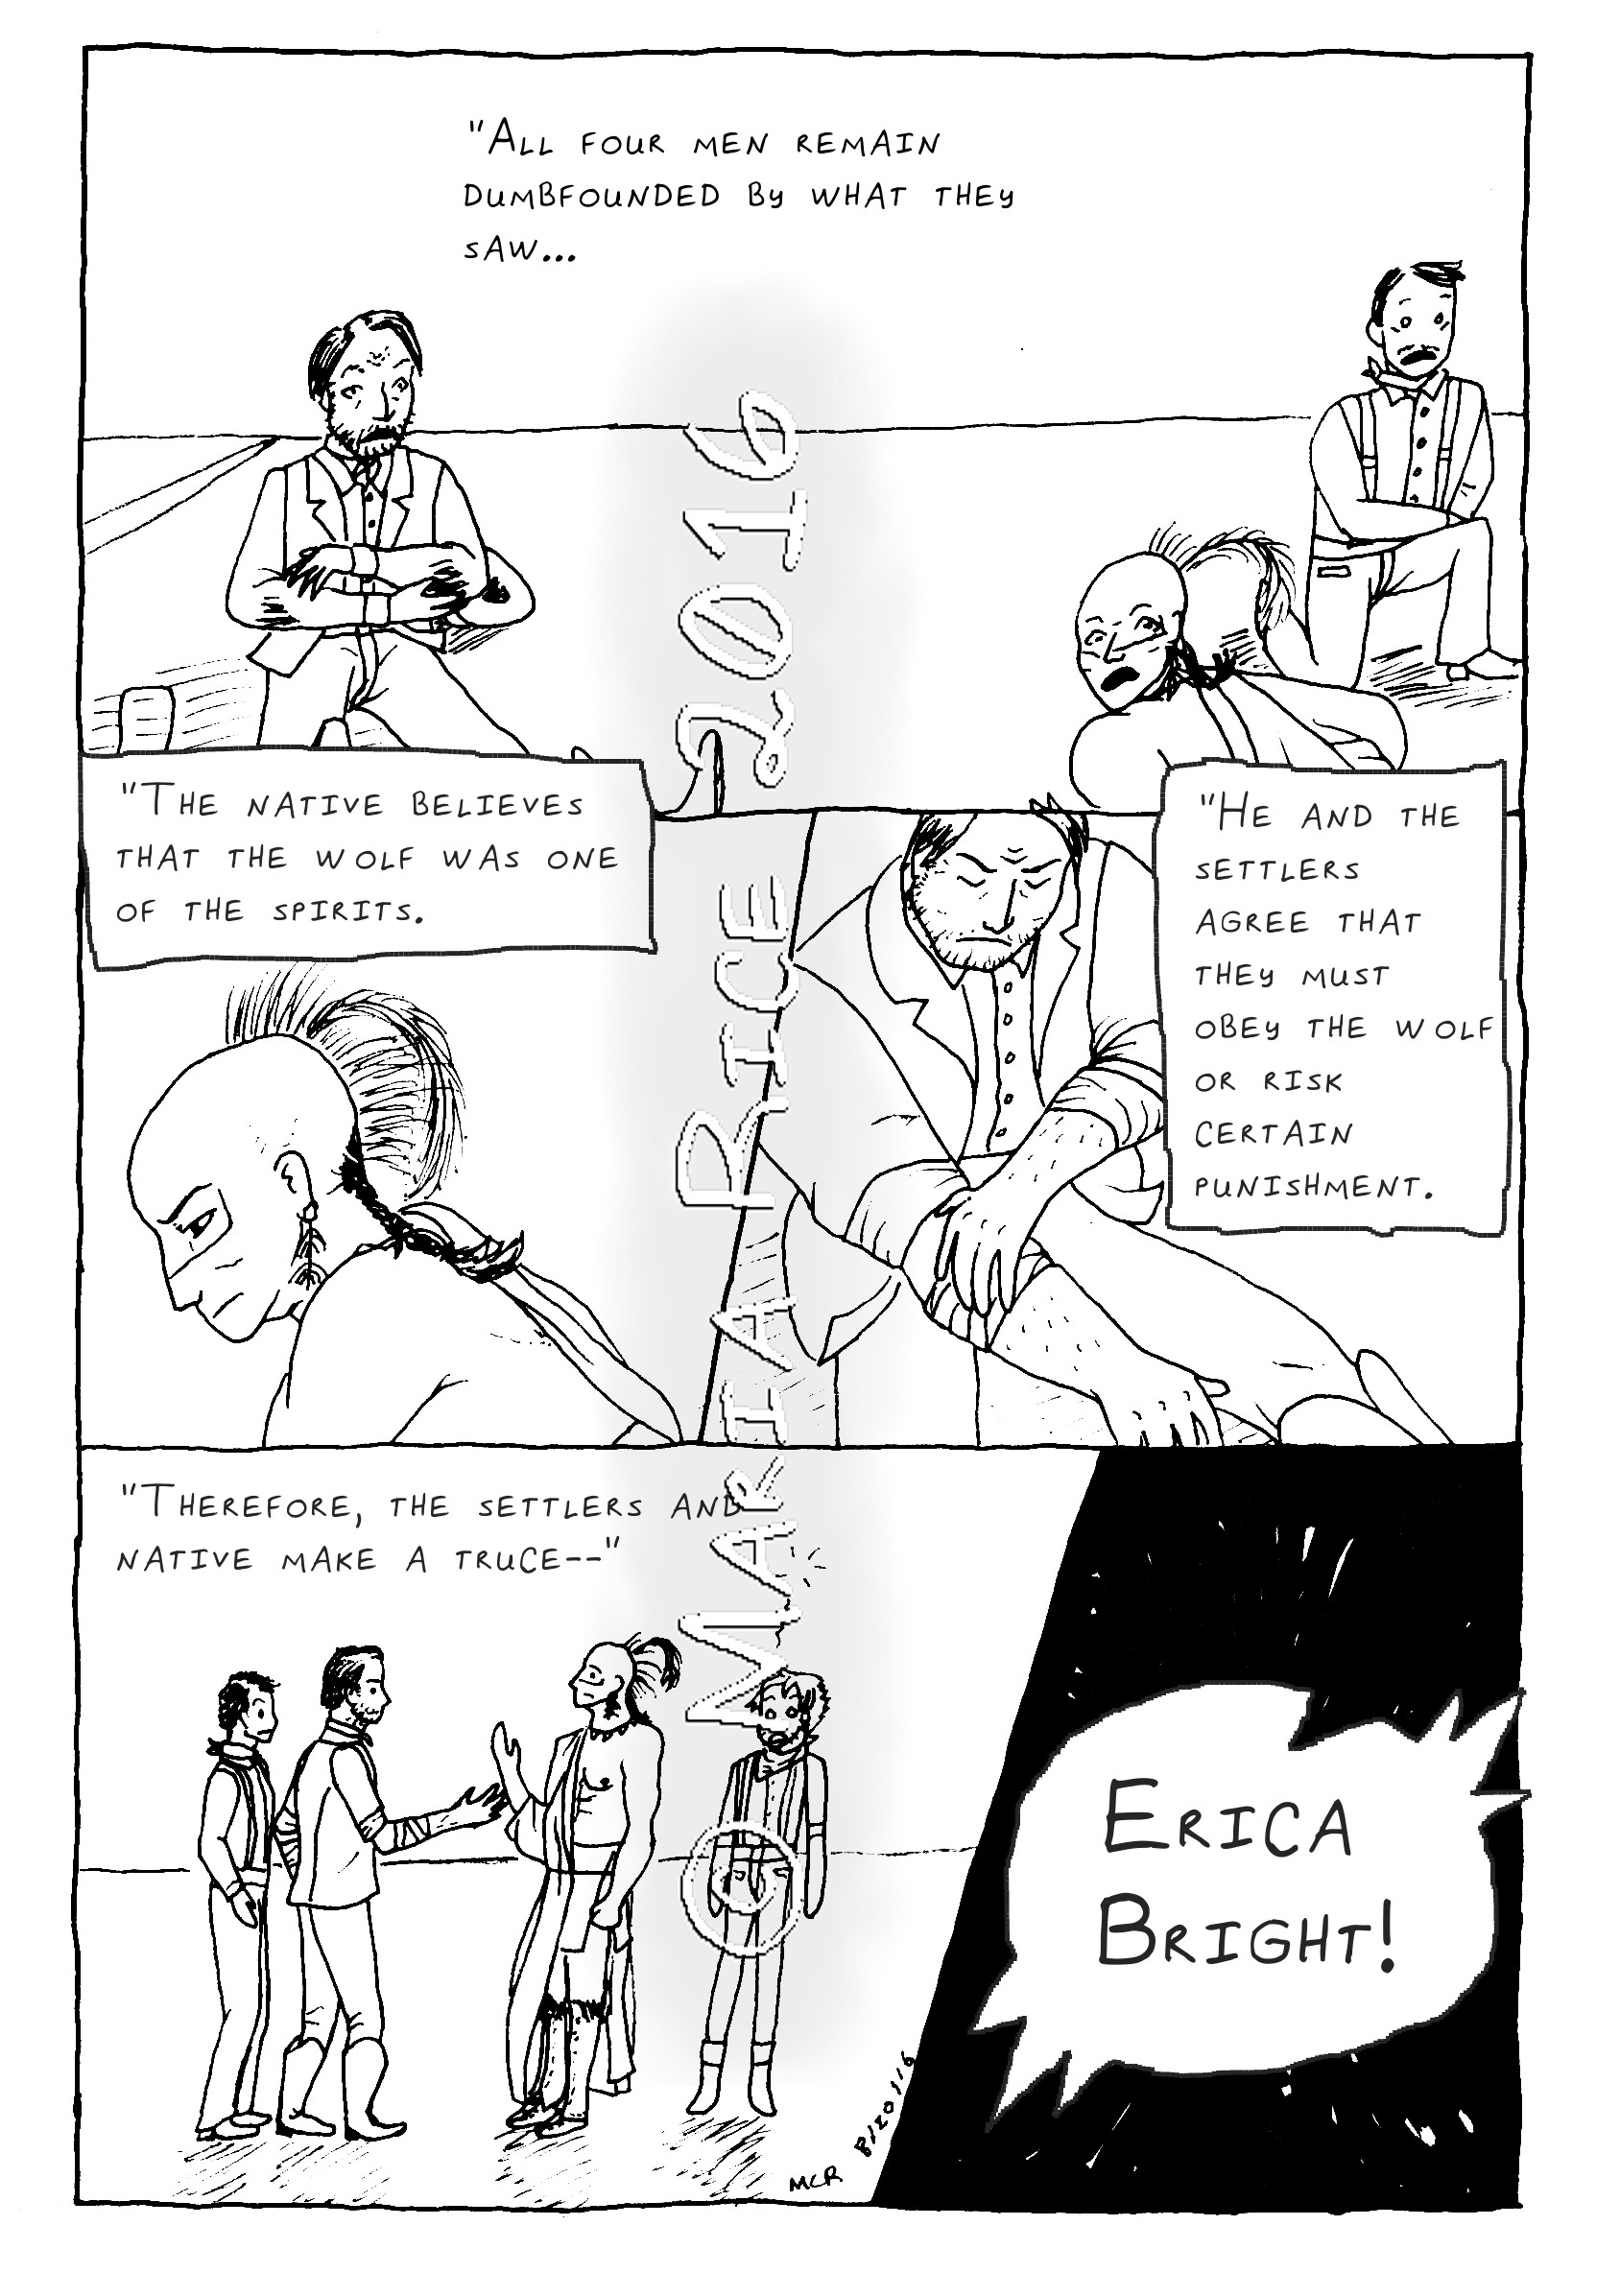 "All four men remain
dumbfounded by what they
saw...
"The native believes
that the wolf was one
of the spirits.
"He and the
settlers
agree that
they must
obey the wolf
or risk
certain
punishment.
"Therefore, the settlers and
native make a truce--"
Erica
Bright!
MCR
© Maria Rice 2016